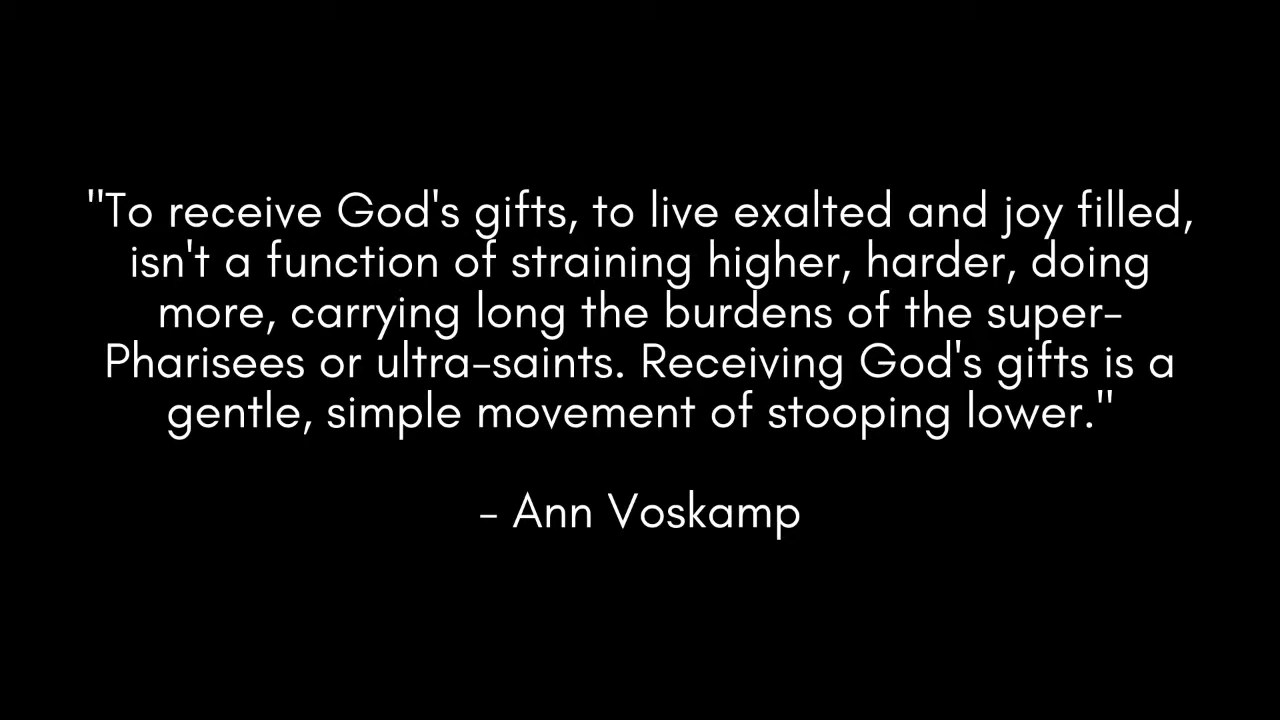 "To receive God's gifts, to live exalted and joy filled,
isn't a function of straining higher, harder, doing
more, carrying long the burdens of the super-
Pharisees or ultra-saints. Receiving God's gifts is a
gentle, simple movement of stooping lower."
- Ann Voskamp